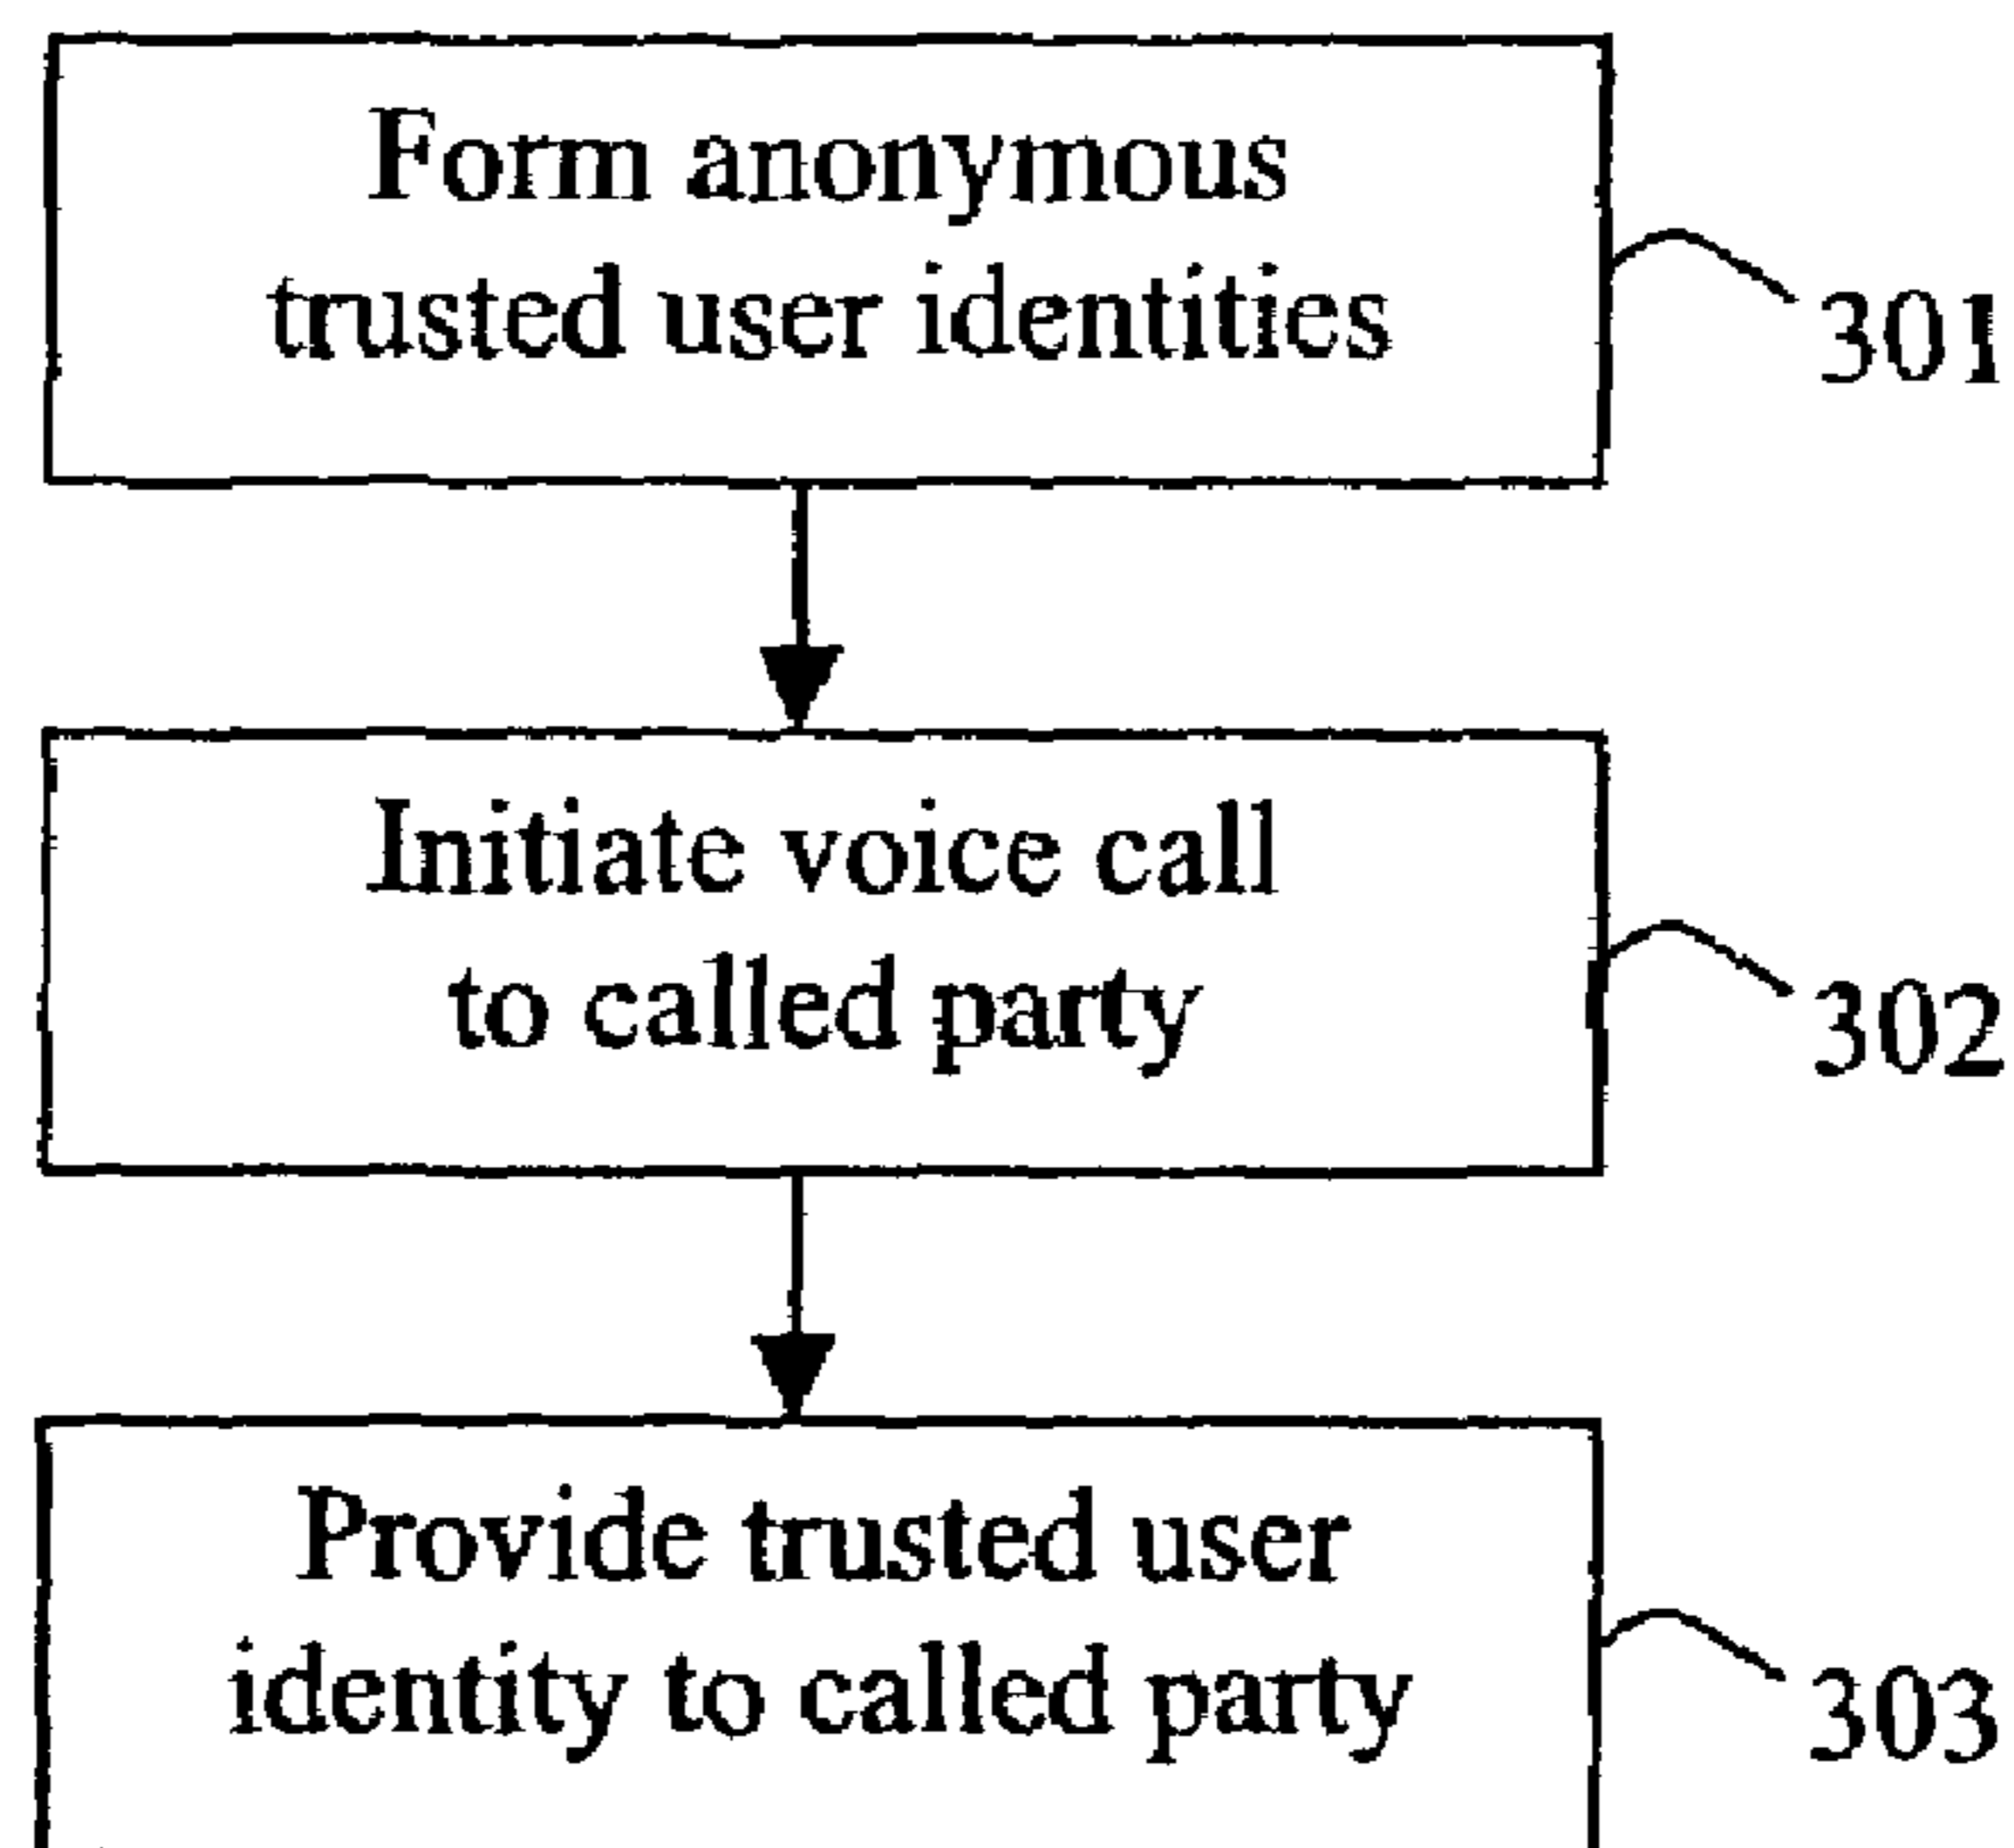 Form anonymous
trusted user identities
301
Initiate voice call
to called party
302
Provide trusted user
identity to called party
303